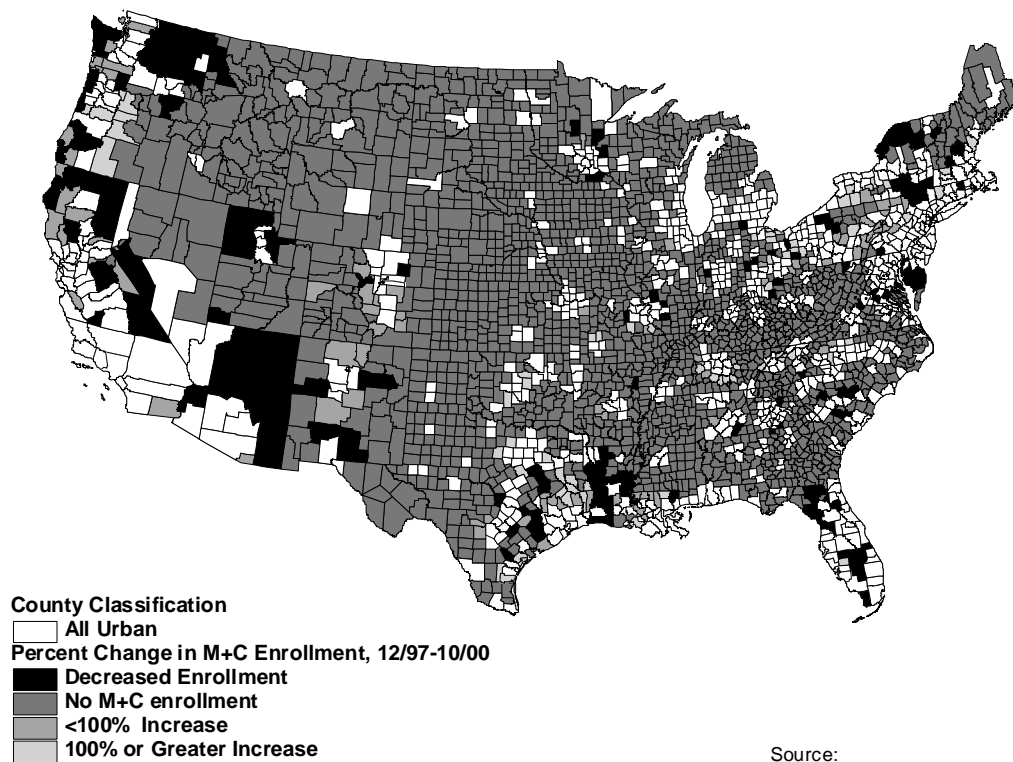 County Classification
All Urban
Percent Change in M+C Enrollment, 12/97-10/00
Decreased Enrollment
No M+C enrollment
<100% Increase
100% or Greater Increase
Source: